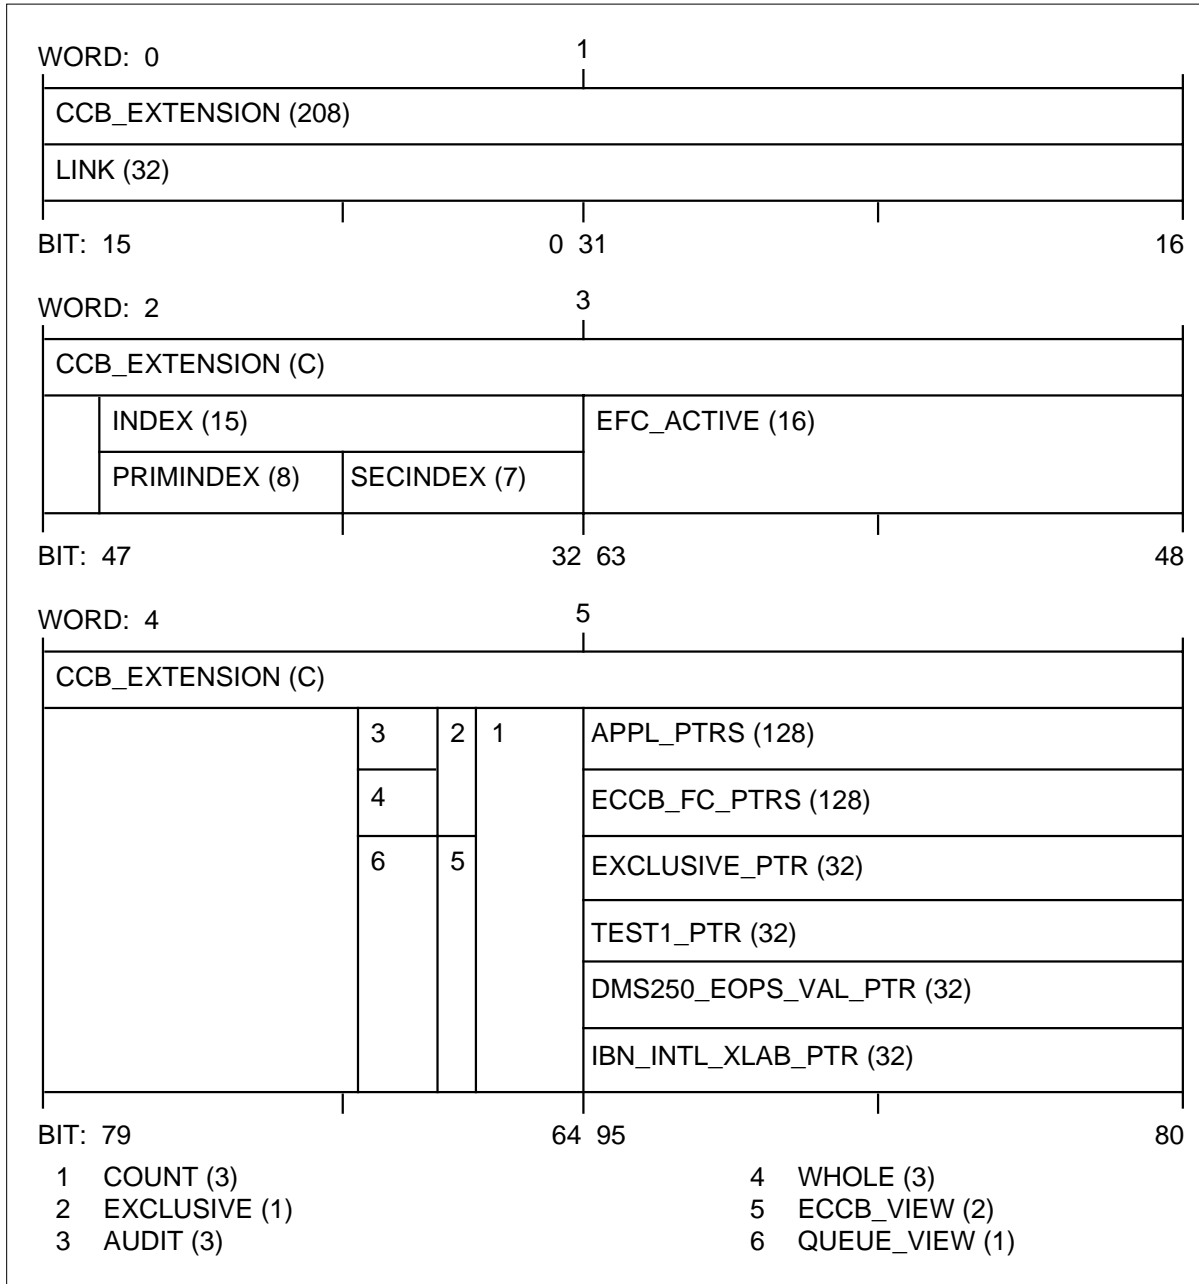 WORD: 0 1
CCB_EXTENSION (208)
LINK (32)
BIT: 15 0 31 16
WORD: 2 3
CCB_EXTENSION (C)
INDEX (15) EFC_ACTIVE (16)
PRIMINDEX (8) SECINDEX (7)
BIT: 47 32 63 48
WORD: 4 5
CCB_EXTENSION (C)
3 2 1 APPL_PTRS (128)
4 ECCB_FC_PTRS (128)
6 5 EXCLUSIVE_PTR (32)
TEST1_PTR (32)
DMS250_EOPS_VAL_PTR (32)
IBN_INTL_XLAB_PTR (32)
BIT: 79 64 95 80
1 COUNT (3) 4 WHOLE (3)
2 EXCLUSIVE (1) 5 ECCB_VIEW (2)
3 AUDIT (3) 6 QUEUE_VIEW (1)